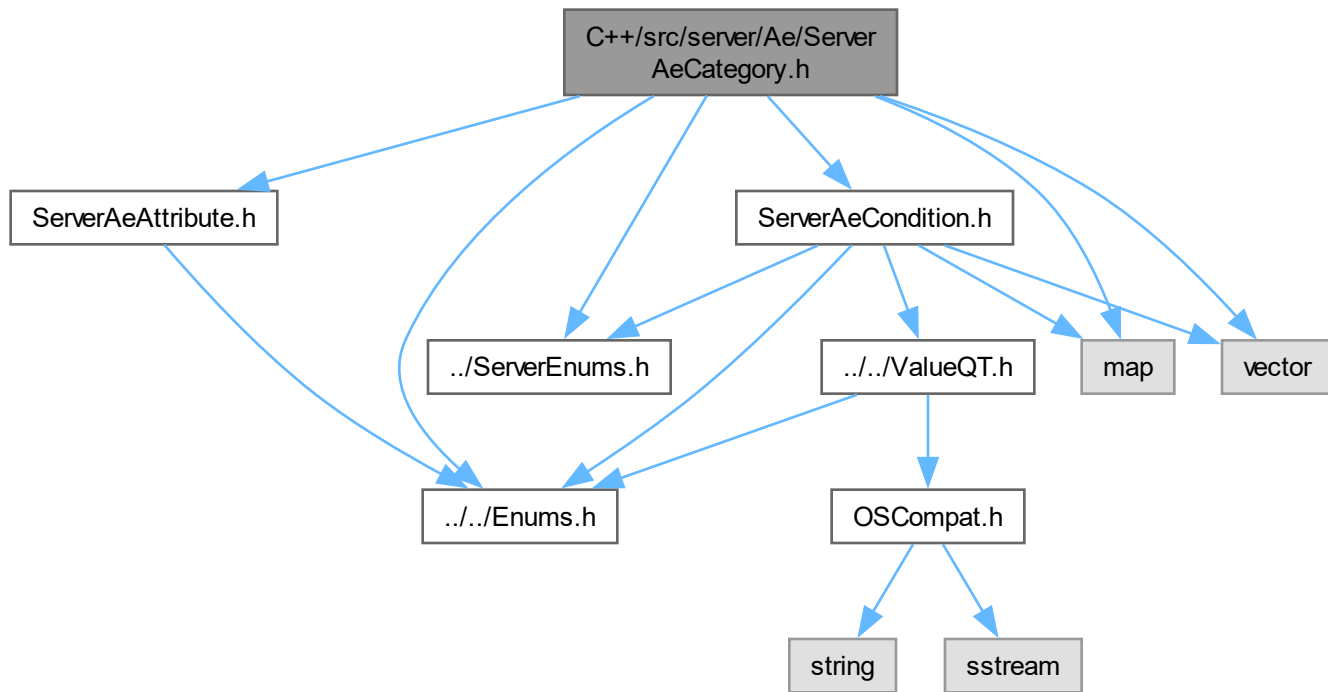 C++/src/server/Ae/Server
AeCategory.h
ServerAeAttribute.h
ServerAeCondition.h
../ServerEnums.h
../../ValueQT.h
map
vector
../../Enums.h
OSCompat.h
string
sstream